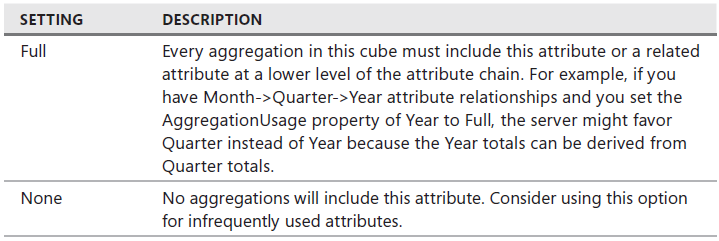 SETTING DESCRIPTION
Full Every aggregation in this cube must include this attribute or a related
attribute at a lower level of the attribute chain. For example, if you
have Month->Quarter->Year attribute relationships and you set the
AggregationUsage property of Year to Full, the server might favor
Quarter instead of Year because the Year totals can be derived from
Quarter totals.
None No aggregations will include this attribute. Consider using this option
for infrequently used attributes.